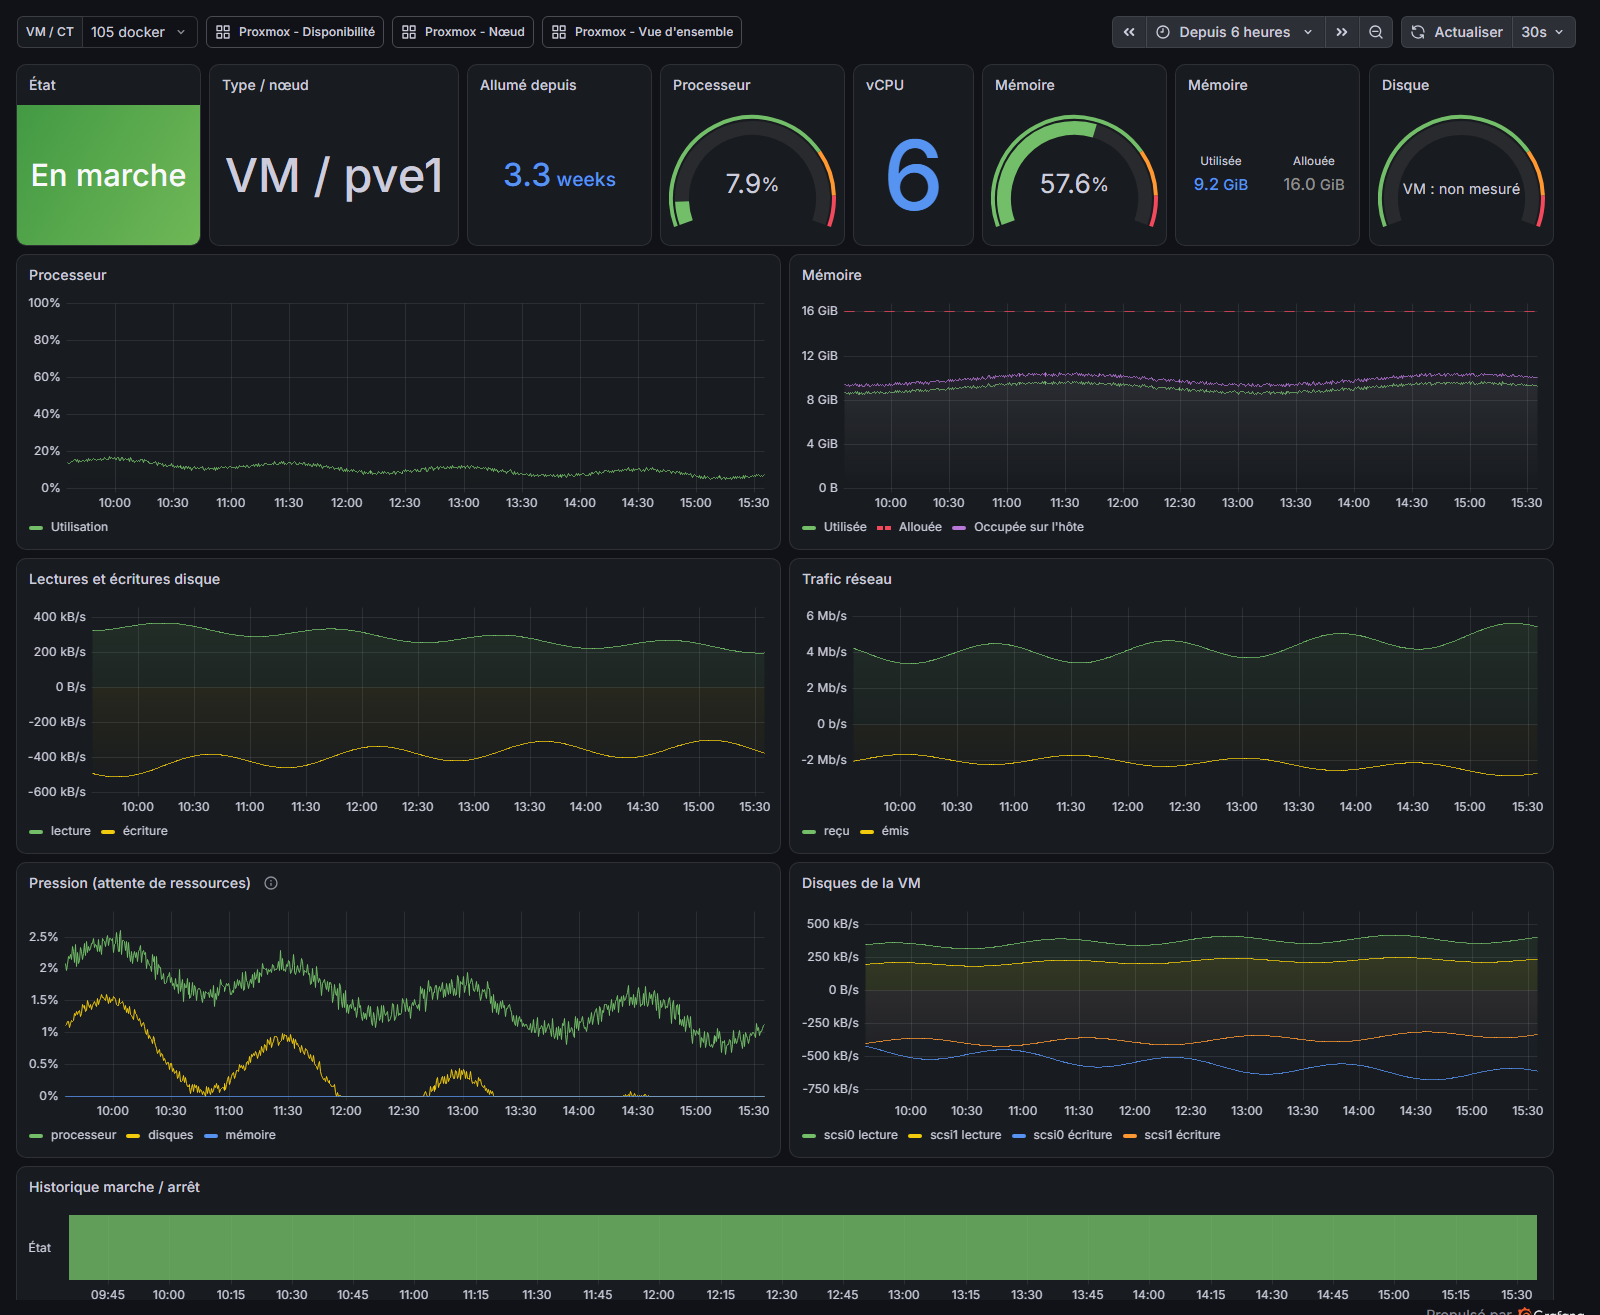 VM / CT 105 docker Proxmox - Disponibilité Proxmox - Nœud Proxmox - Vue d'ensemble Depuis 6 heures Actualiser 30s
État
En marche
Type / nœud
VM / pve1
Allumé depuis
3.3 weeks
Processeur
7.9%
vCPU
6
Mémoire
57.6%
Mémoire
Utilisée Allouée
9.2 GiB 16.0 GiB
Disque
VM : non mesuré
Processeur
100%
80%
60%
40%
20%
0%
10:00 10:30 11:00 11:30 12:00 12:30 13:00 13:30 14:00 14:30 15:00 15:30
Utilisation
Mémoire
16 GiB
12 GiB
8 GiB
4 GiB
0 B
10:00 10:30 11:00 11:30 12:00 12:30 13:00 13:30 14:00 14:30 15:00 15:30
Utilisée Allouée Occupée sur l'hôte
Lectures et écritures disque
400 kB/s
200 kB/s
0 B/s
-200 kB/s
-400 kB/s
-600 kB/s
10:00 10:30 11:00 11:30 12:00 12:30 13:00 13:30 14:00 14:30 15:00 15:30
lecture écriture
Trafic réseau
6 Mb/s
4 Mb/s
2 Mb/s
0 b/s
-2 Mb/s
10:00 10:30 11:00 11:30 12:00 12:30 13:00 13:30 14:00 14:30 15:00 15:30
reçu émis
Pression (attente de ressources)
2.5%
2%
1.5%
1%
0.5%
0%
10:00 10:30 11:00 11:30 12:00 12:30 13:00 13:30 14:00 14:30 15:00 15:30
processeur disques mémoire
Disques de la VM
500 kB/s
250 kB/s
0 B/s
-250 kB/s
-500 kB/s
-750 kB/s
10:00 10:30 11:00 11:30 12:00 12:30 13:00 13:30 14:00 14:30 15:00 15:30
scsi0 lecture scsi1 lecture scsi0 écriture scsi1 écriture
Historique marche / arrêt
État
09:45 10:00 10:15 10:30 10:45 11:00 11:15 11:30 11:45 12:00 12:15 12:30 12:45 13:00 13:15 13:30 13:45 14:00 14:15 14:30 14:45 15:00 15:15 15:30
Propulsé par Grafana